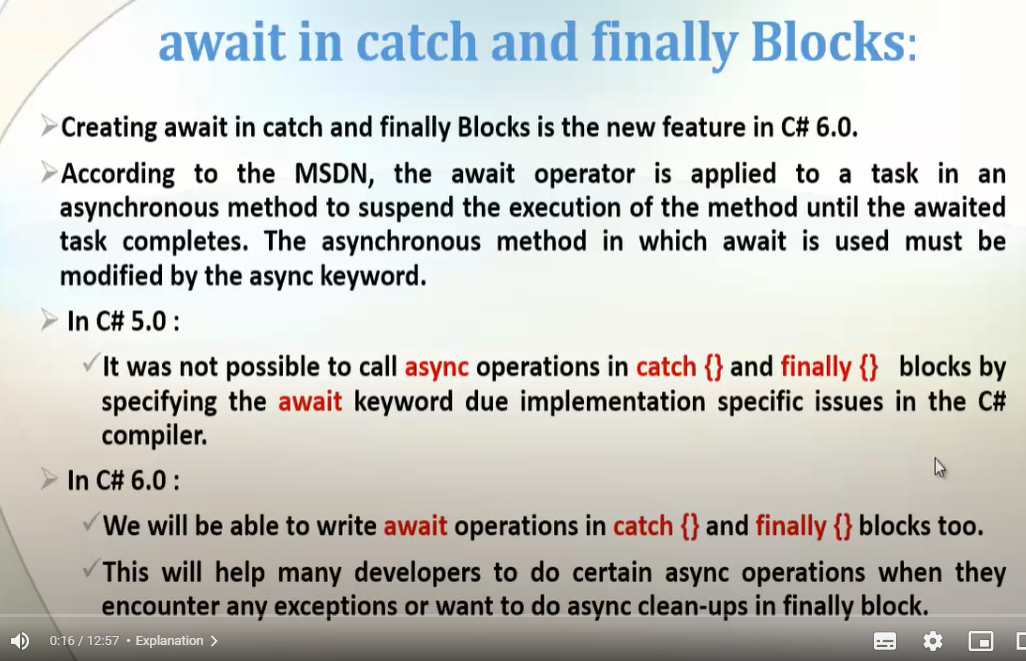 await in catch and finally Blocks:
Creating await in catch and finally Blocks is the new feature in C# 6.0.
According to the MSDN, the await operator is applied to a task in an
asynchronous method to suspend the execution of the method until the awaited
task completes. The asynchronous method in which await is used must be
modified by the async keyword.
In C# 5.0 :
It was not possible to call async operations in catch {} and finally {} blocks by
specifying the await keyword due implementation specific issues in the C#
compiler.
In C# 6.0 :
We will be able to write await operations in catch {} and finally {} blocks too.
This will help many developers to do certain async operations when they
encounter any exceptions or want to do async clean-ups in finally block.
0:16 / 12:57 • Explanation